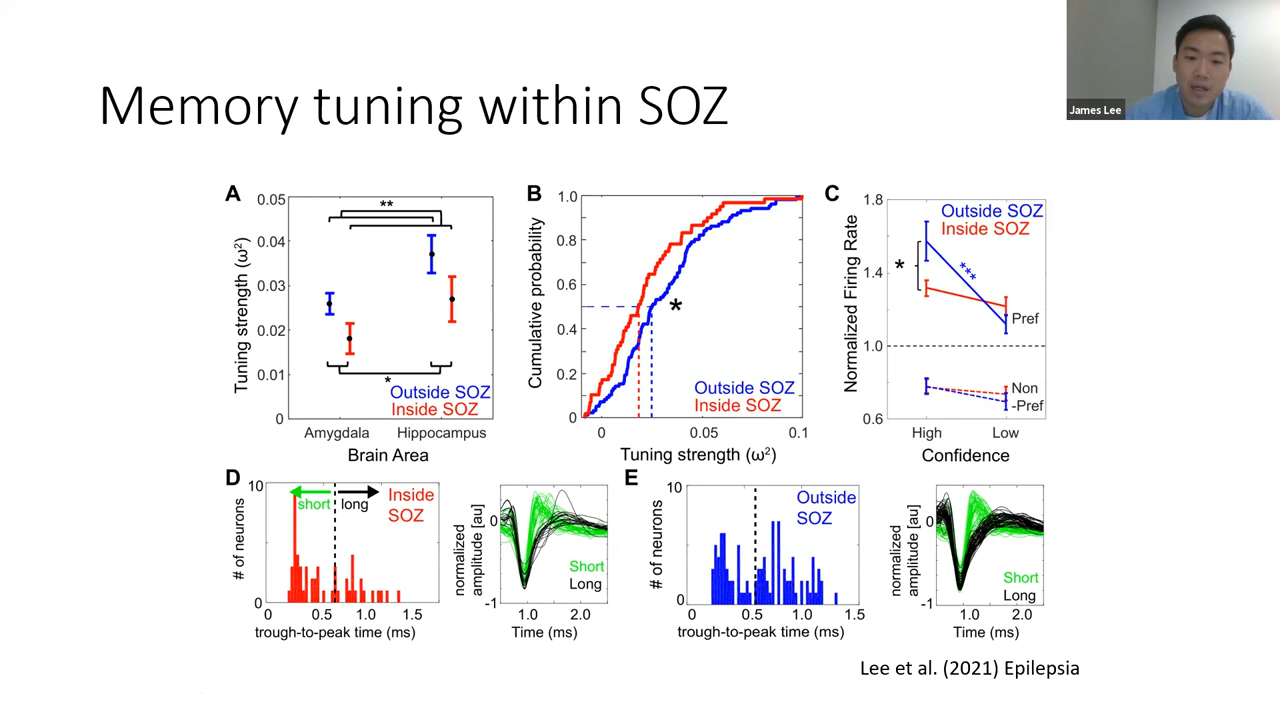 James Lee
Memory tuning within SOZ
A
0.05
0.04
0.03
0.02
0.01
0
Tuning strength (ω²)
**
*
Outside SOZ
Inside SOZ
Amygdala Hippocampus
Brain Area
B
1.0
0.8
0.6
0.4
0.2
0
Cumulative probability
*
Outside SOZ
Inside SOZ
0 0.05 0.1
Tuning strength (ω²)
C
1.8
1.4
1.0
0.6
Normalized Firing Rate
Outside SOZ
Inside SOZ
*
***
Pref
Non
-Pref
High Low
Confidence
D
10
0
# of neurons
short long
Inside
SOZ
0 0.5 1.0 1.5
trough-to-peak time (ms)
normalized
amplitude [au]
0
-1
Short
Long
1.0 2.0
Time (ms)
E
10
0
# of neurons
Outside
SOZ
0 0.5 1.0 1.5
trough-to-peak time (ms)
normalized
amplitude [au]
0
-1
Short
Long
1.0 2.0
Time (ms)
Lee et al. (2021) Epilepsia